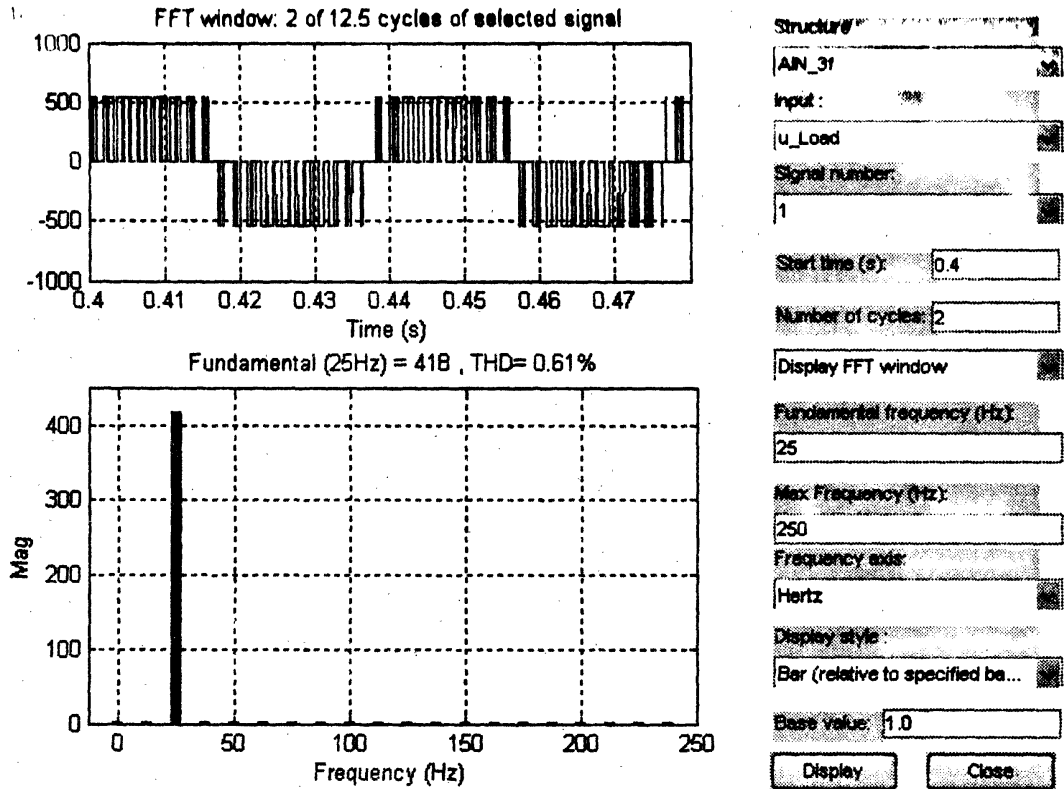 1.
FFT window: 2 of 12.5 cycles of selected signal
1000
500
0
-500
-1000
0.4 0.41 0.42 0.43 0.44 0.45 0.46 0.47
Time (s)
Fundamental (25Hz) = 418 , THD= 0.61%
400
300
200
100
0
Mag
0 50 100 150 200 250
Frequency (Hz)
Structure
AIN_3f
Input :
u_Load
Signal number:
1
Start time (s): 0.4
Number of cycles: 2
Display FFT window
Fundamental frequency (Hz):
25
Max Frequency (Hz):
250
Frequency axis:
Hertz
Display style :
Bar (relative to specified ba...
Base value: 1.0
Display Close